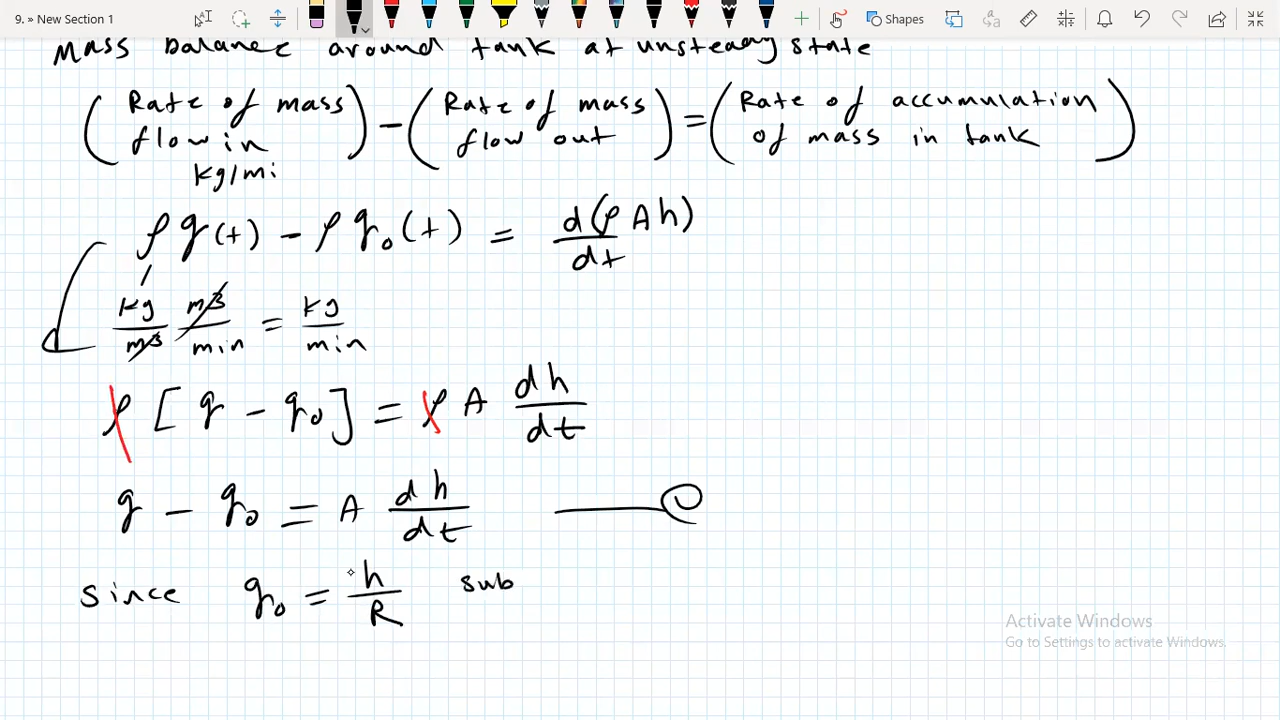 9. » New Section 1
Shapes
Mass balance around tank at unsteady state
(Rate of mass flow in) - (Rate of mass flow out) = (Rate of accumulation of mass in tank)
kg/mi
ρq(t) - ρq₀(t) = d(ρAh)/dt
kg/m³ m³/min = kg/min
ρ[q - q₀] = ρA dh/dt
q - q₀ = A dh/dt ——— ①
since q₀ = h/R sub
Activate Windows
Go to Settings to activate Windows.